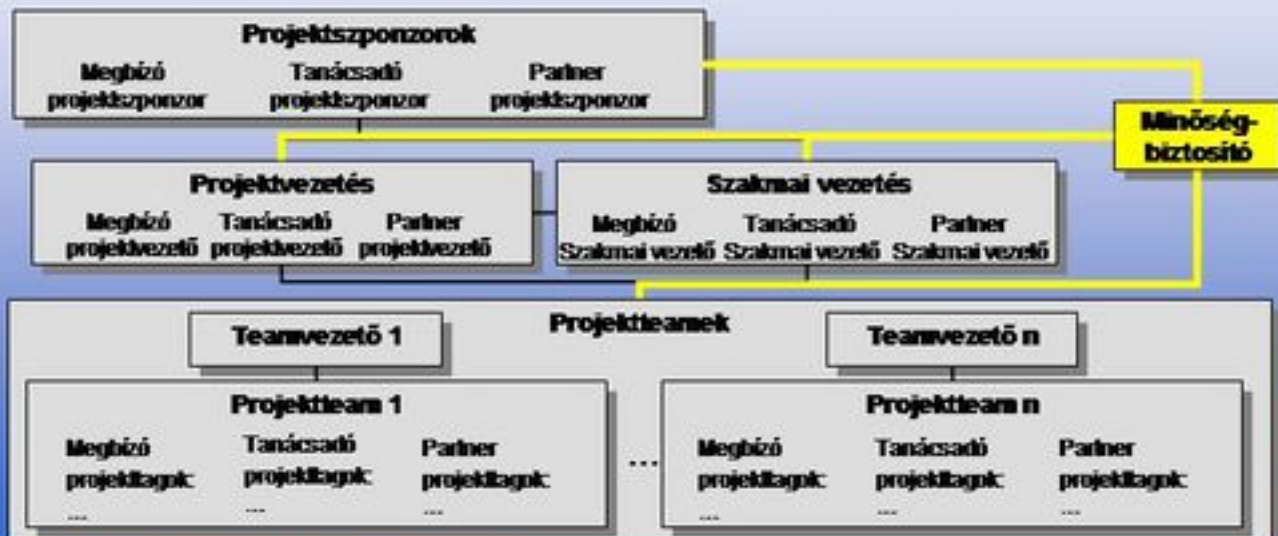 Projektszponzorok
Megbízó Tanácsadó Partner
projektszponzor projektszponzor projektszponzor
Minőség-
biztosító
Projektvezetés
Megbízó Tanácsadó Partner
projektvezető projektvezető projektvezető
Szakmai vezetés
Megbízó Tanácsadó Partner
Szakmai vezető Szakmai vezető Szakmai vezető
Projektteamek
Teamvezető 1
Teamvezető n
Projektteam 1
Megbízó Tanácsadó Partner
projekttagok: projekttagok: projekttagok:
... ... ...
...
Projektteam n
Megbízó Tanácsadó Partner
projekttagok: projekttagok: projekttagok:
... ... ...